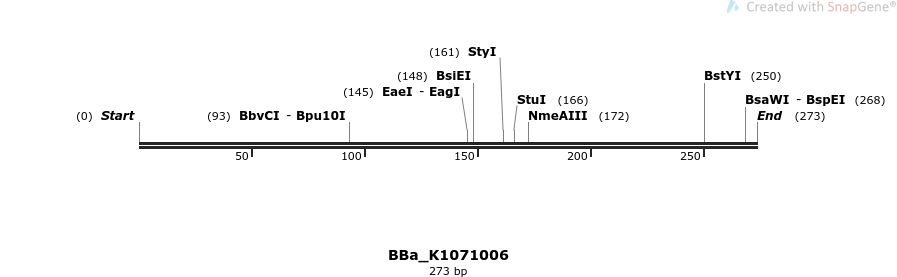 Created with SnapGene®
(161) StyI
(148) BsiEI
BstYI (250)
(145) EaeI - EagI
StuI (166)
BsaWI - BspEI (268)
(0) Start
(93) BbvCI - Bpu10I
NmeAIII (172)
End (273)
50
100
150
200
250
BBa_K1071006
273 bp